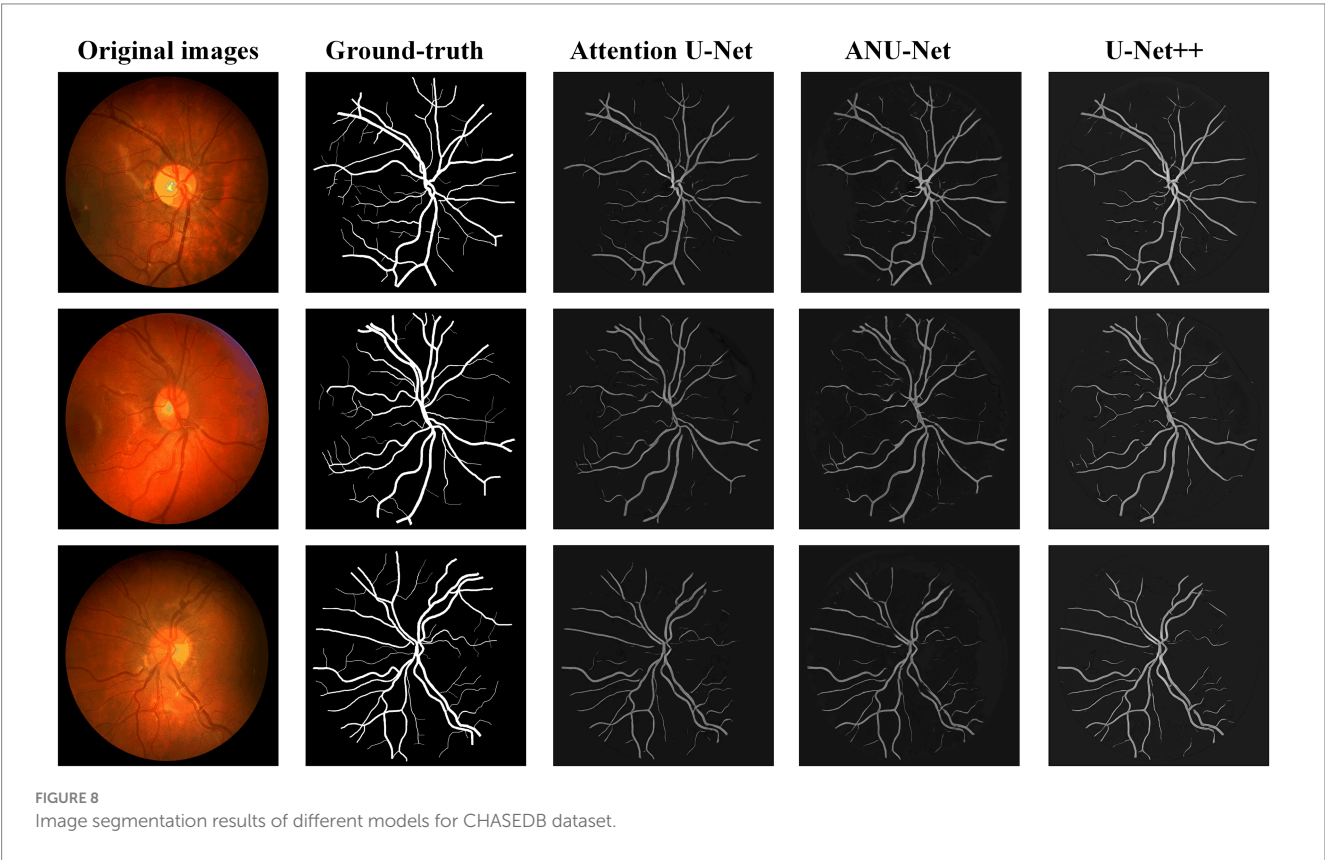 Original images Ground-truth Attention U-Net ANU-Net U-Net++
FIGURE 8
Image segmentation results of different models for CHASEDB dataset.